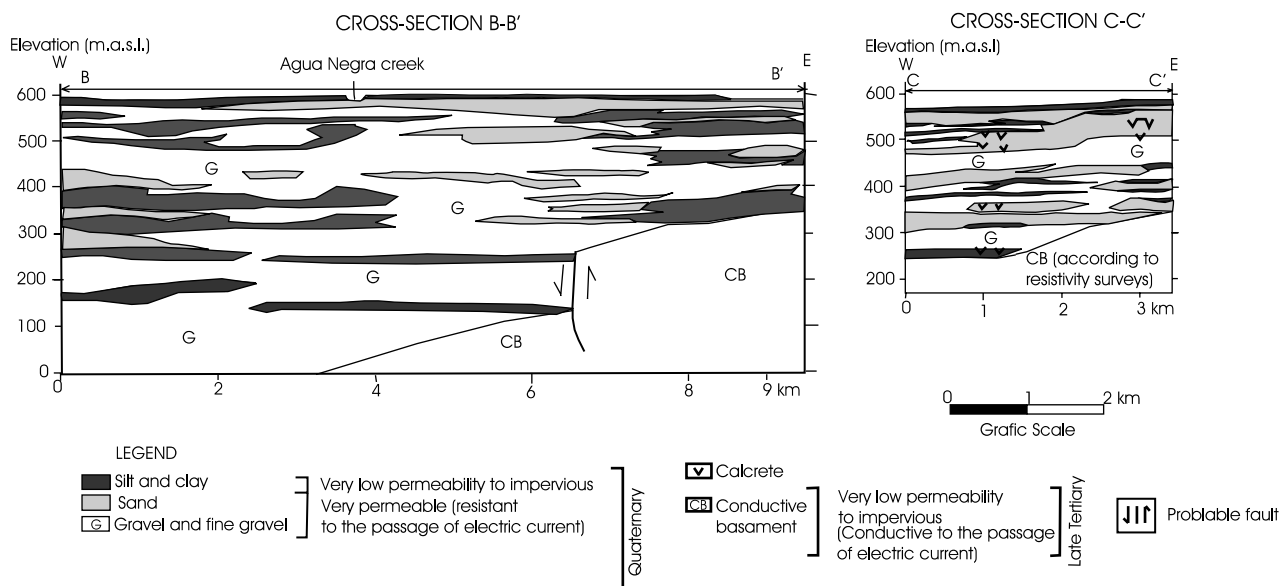 CROSS-SECTION B-B'
Elevation (m.a.s.l.)
W
E
B
B'
Agua Negra creek
600
500
400
300
200
100
0
G
G
G
G
CB
CB
0
2
4
6
8
9 km
CROSS-SECTION C-C'
Elevation (m.a.s.l)
W
E
C
C'
600
500
400
300
200
G
G
G
CB (according to
resistivity surveys)
0
1
2
3 km
0
1
2 km
Grafic Scale
LEGEND
Silt and clay
Sand
G Gravel and fine gravel
Very low permeability to impervious
Very permeable (resistant
to the passage of electric current)
Quaternary
Calcrete
CB Conductive
basament
Very low permeability
to impervious
(Conductive to the passage
of electric current)
Late Tertiary
Problable fault